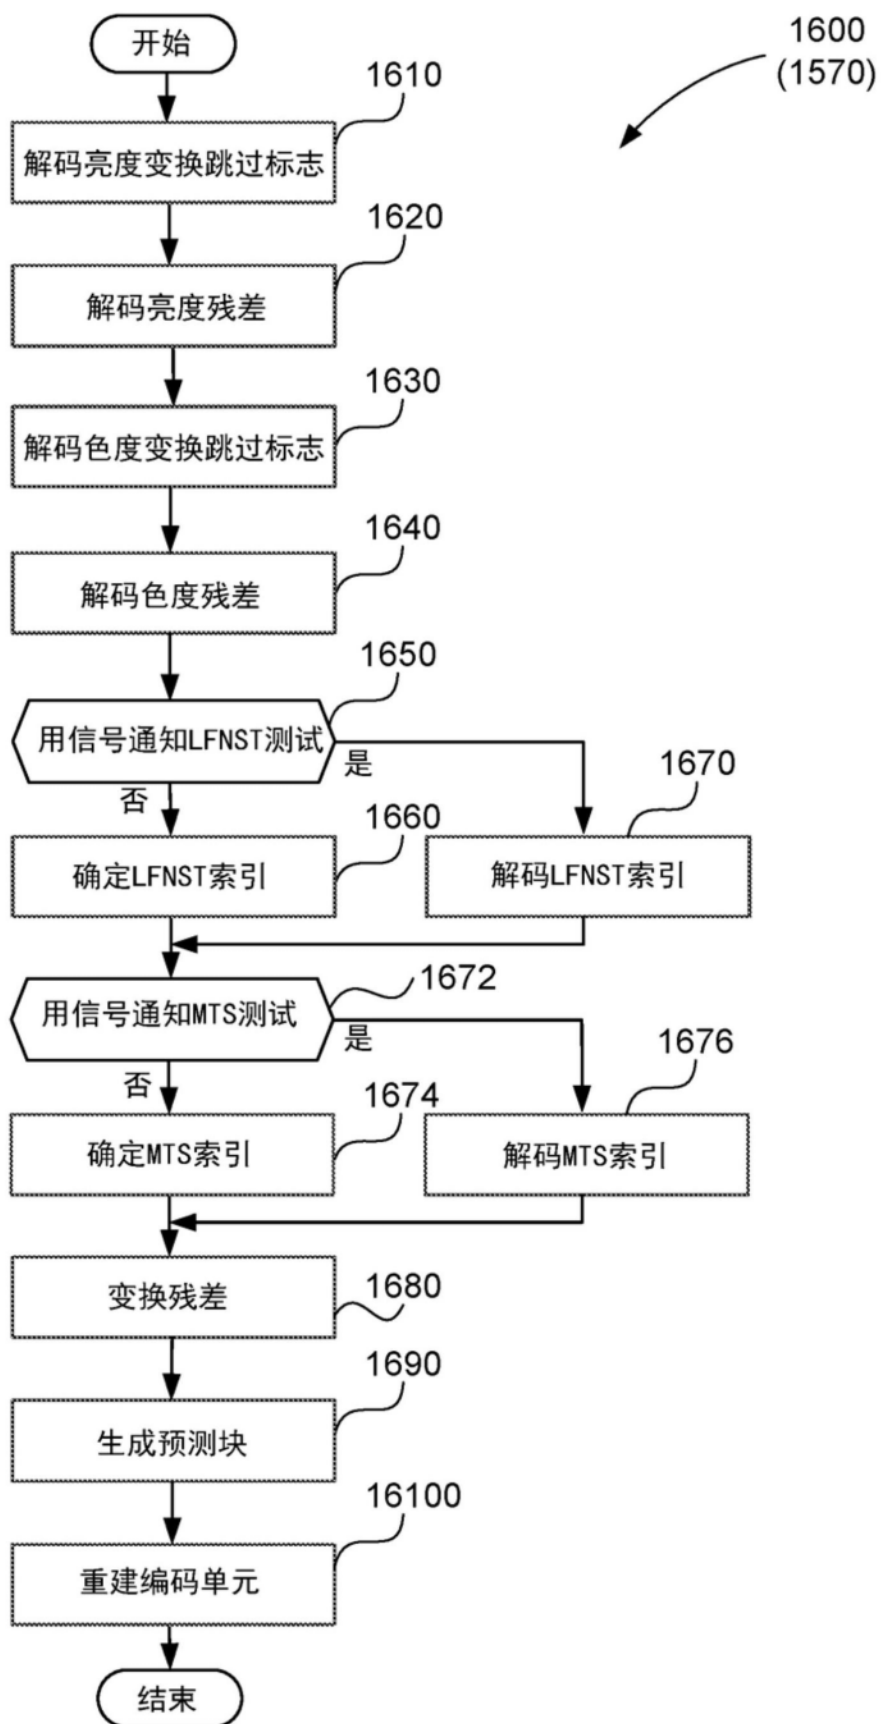 开始
1600
(1570)
1610
解码亮度变换跳过标志
1620
解码亮度残差
1630
解码色度变换跳过标志
1640
解码色度残差
1650
用信号通知LFNST测试
是
否
1660
确定LFNST索引
1670
解码LFNST索引
1672
用信号通知MTS测试
是
否
1674
确定MTS索引
1676
解码MTS索引
1680
变换残差
1690
生成预测块
16100
重建编码单元
结束